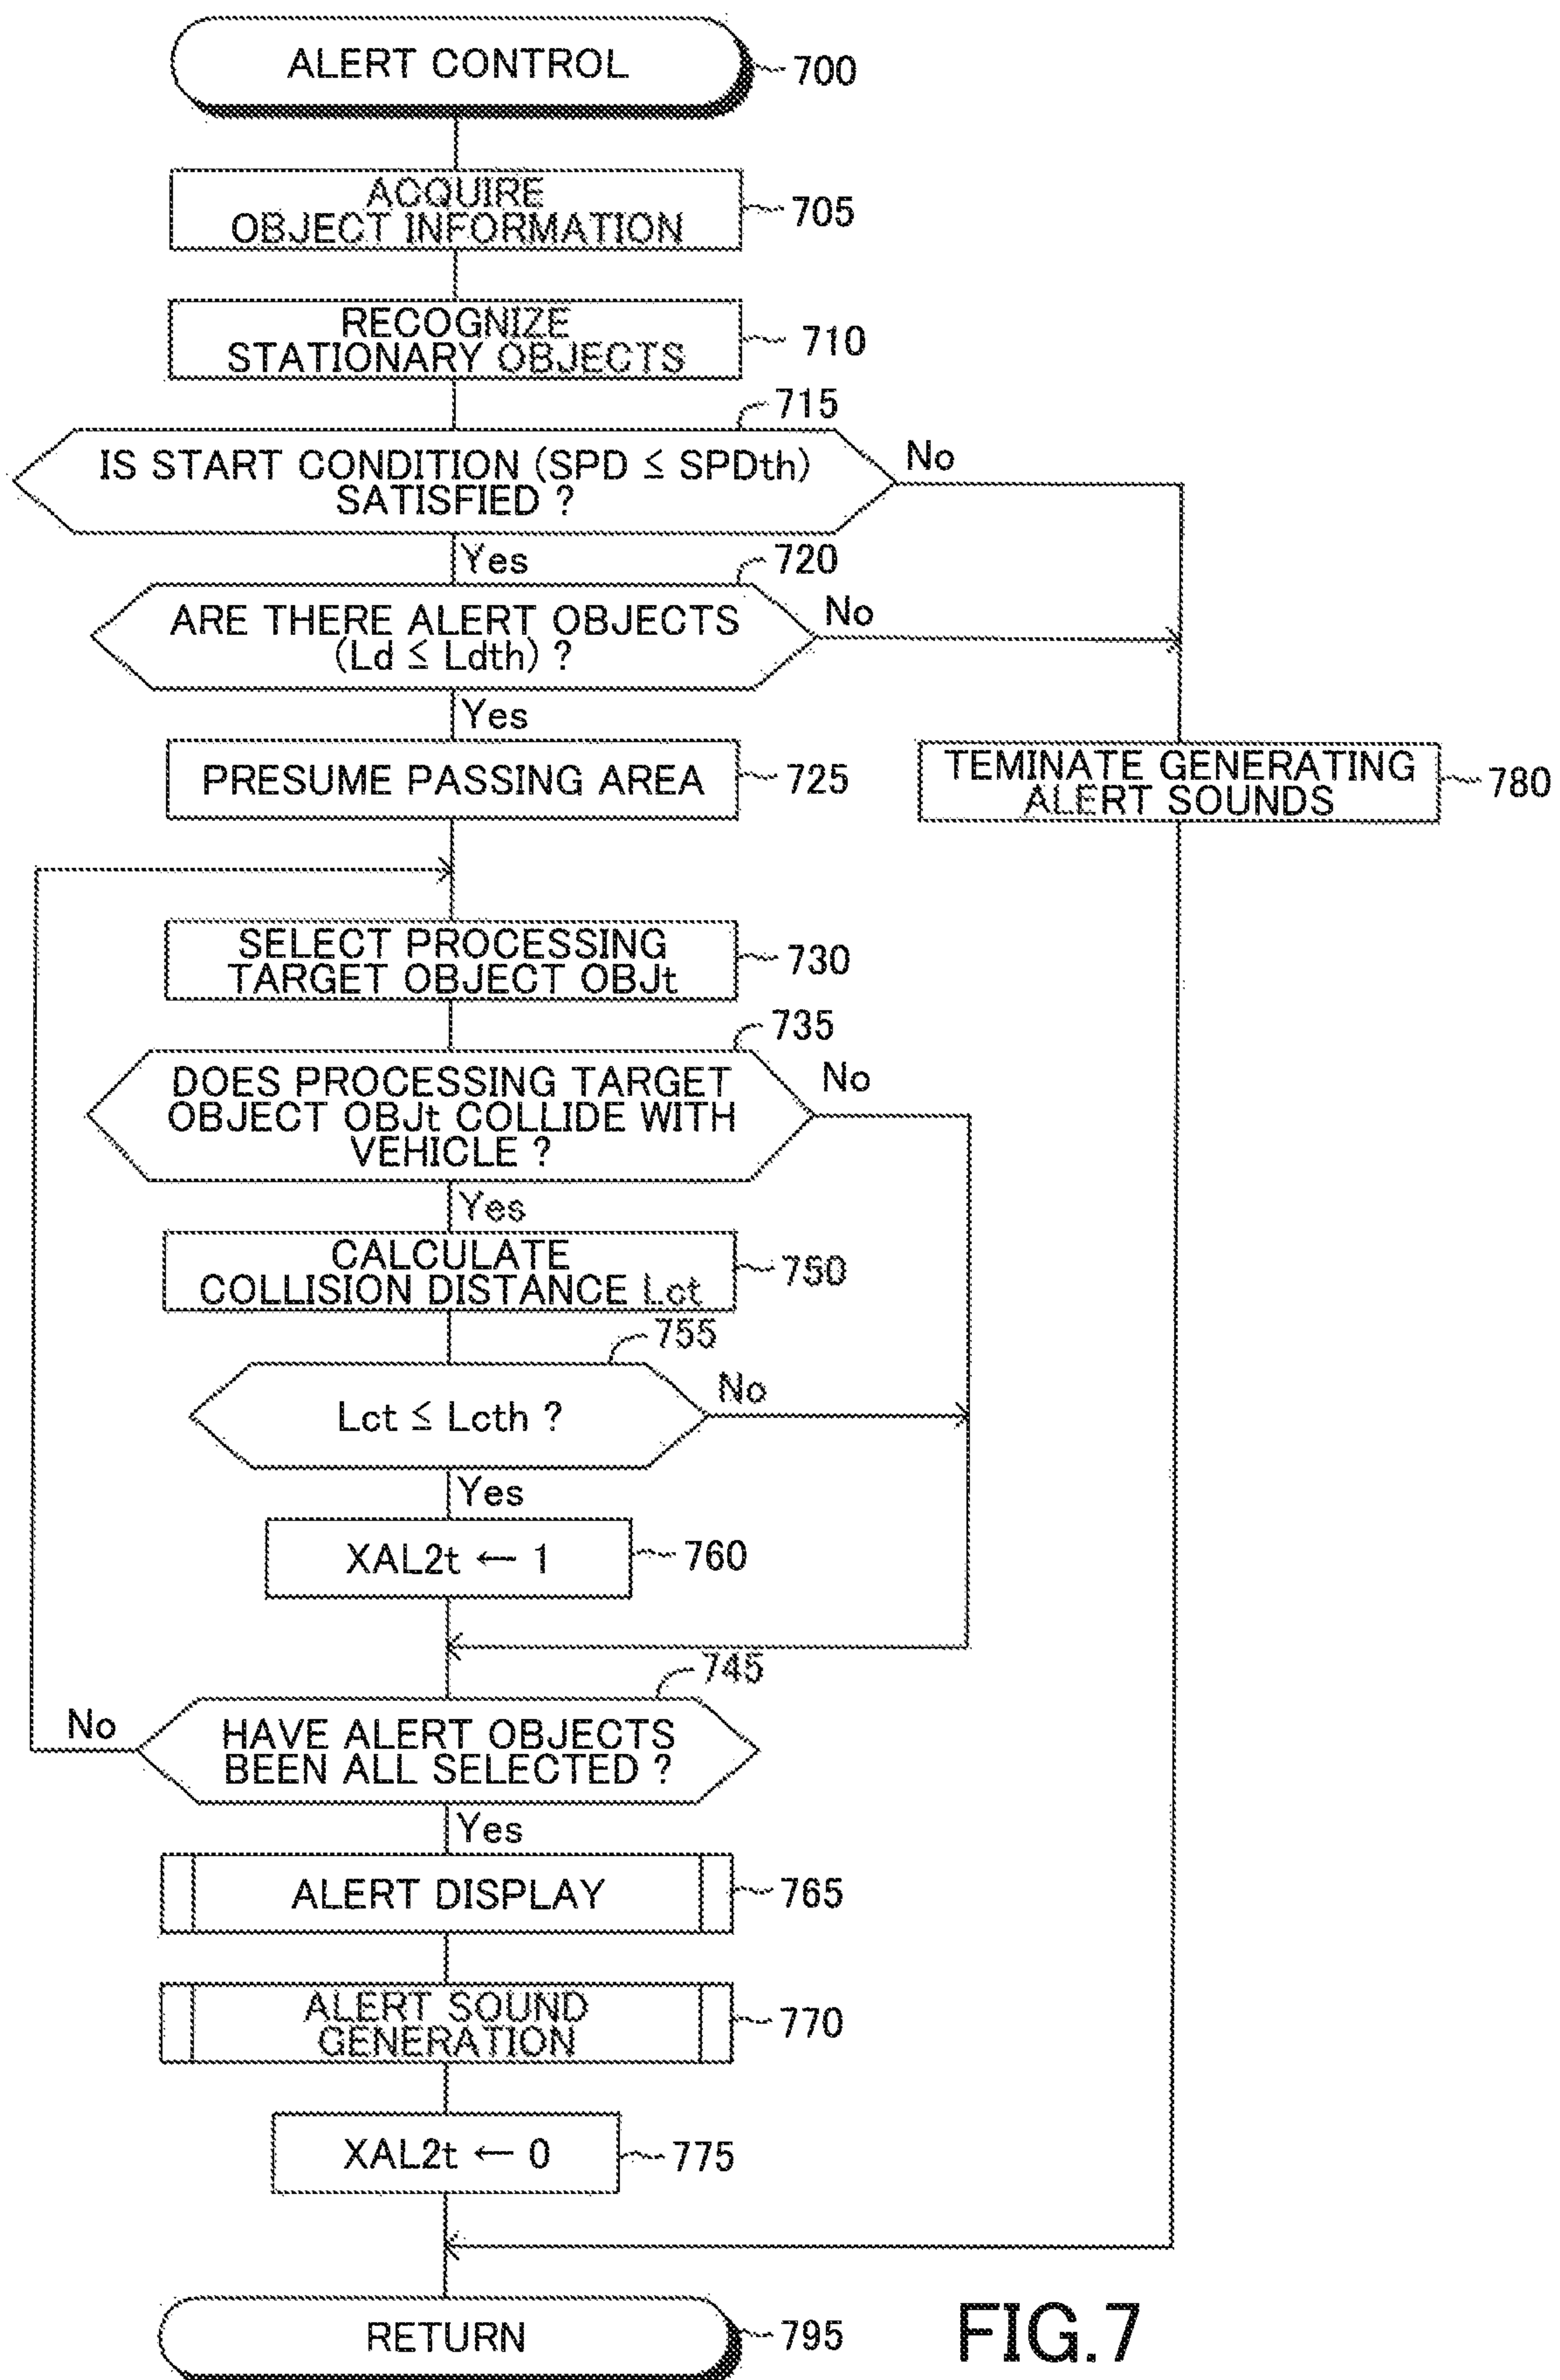 ALERT CONTROL
700
ACQUIRE
OBJECT INFORMATION
705
RECOGNIZE
STATIONARY OBJECTS
710
715
IS START CONDITION (SPD ≤ SPDth)
SATISFIED ?
No
Yes
720
ARE THERE ALERT OBJECTS
(Ld ≤ Ldth) ?
No
Yes
PRESUME PASSING AREA
725
TEMINATE GENERATING
ALERT SOUNDS
780
SELECT PROCESSING
TARGET OBJECT OBJt
730
735
DOES PROCESSING TARGET
OBJECT OBJt COLLIDE WITH
VEHICLE ?
No
Yes
CALCULATE
COLLISION DISTANCE Lct
750
755
Lct ≤ Lcth ?
No
Yes
XAL2t ← 1
760
745
HAVE ALERT OBJECTS
BEEN ALL SELECTED ?
No
Yes
ALERT DISPLAY
765
ALERT SOUND
GENERATION
770
XAL2t ← 0
775
RETURN
795
FIG.7